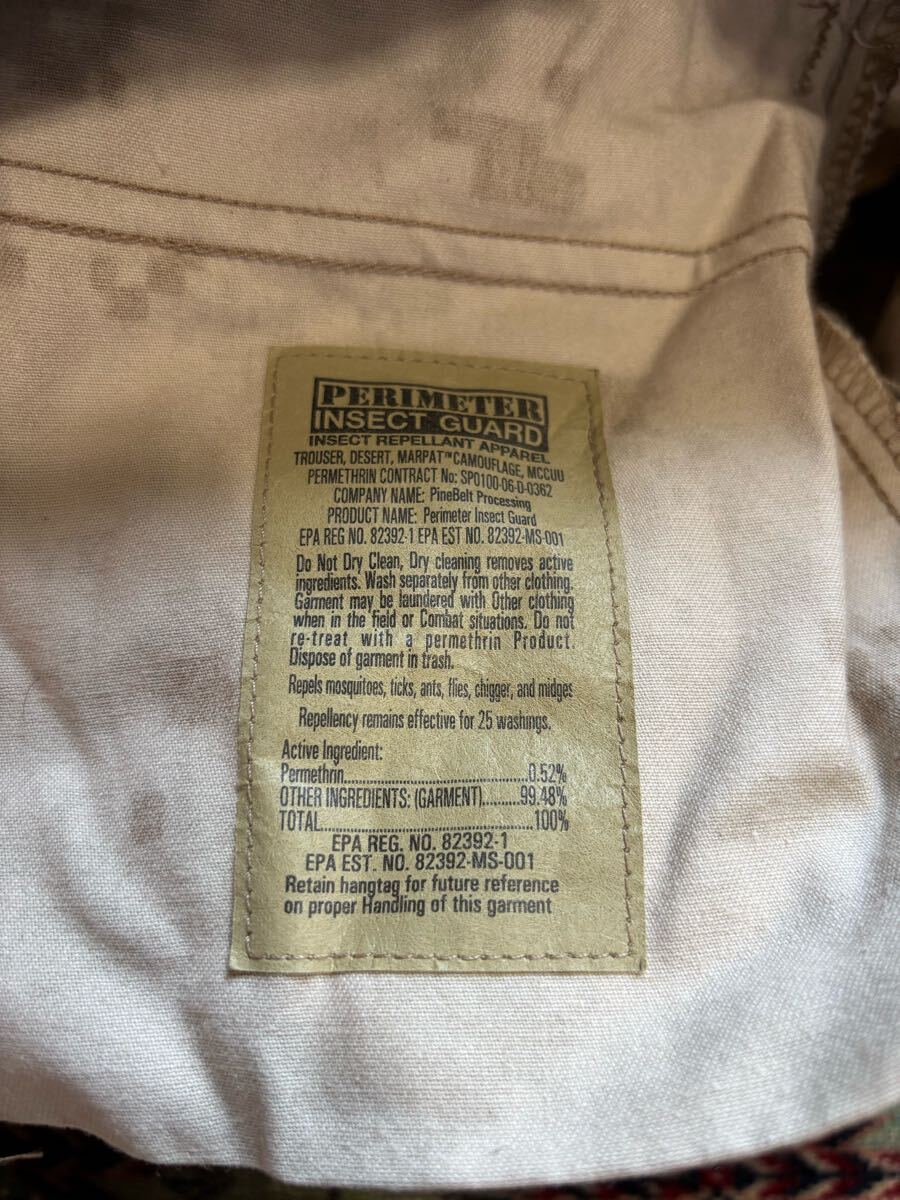 PERIMETER
INSECT GUARD
INSECT REPELLANT APPAREL
TROUSER, DESERT, MARPAT™ CAMOUFLAGE, MCCUU
PERMETHRIN CONTRACT No: SP0100-06-D-0362
COMPANY NAME: PineBelt Processing
PRODUCT NAME: Perimeter Insect Guard
EPA REG NO. 82392-1 EPA EST NO. 82392-MS-001
Do Not Dry Clean, Dry cleaning removes active
ingredients. Wash separately from other clothing.
Garment may be laundered with Other clothing
when in the field or Combat situations. Do not
re-treat with a permethrin Product.
Dispose of garment in trash.
Repels mosquitoes, ticks, ants, flies, chigger, and midges
Repellency remains effective for 25 washings.
Active Ingredient:
Permethrin..............................0.52%
OTHER INGREDIENTS: (GARMENT).......99.48%
TOTAL...................................100%
EPA REG. NO. 82392-1
EPA EST. NO. 82392-MS-001
Retain hangtag for future reference
on proper Handling of this garment